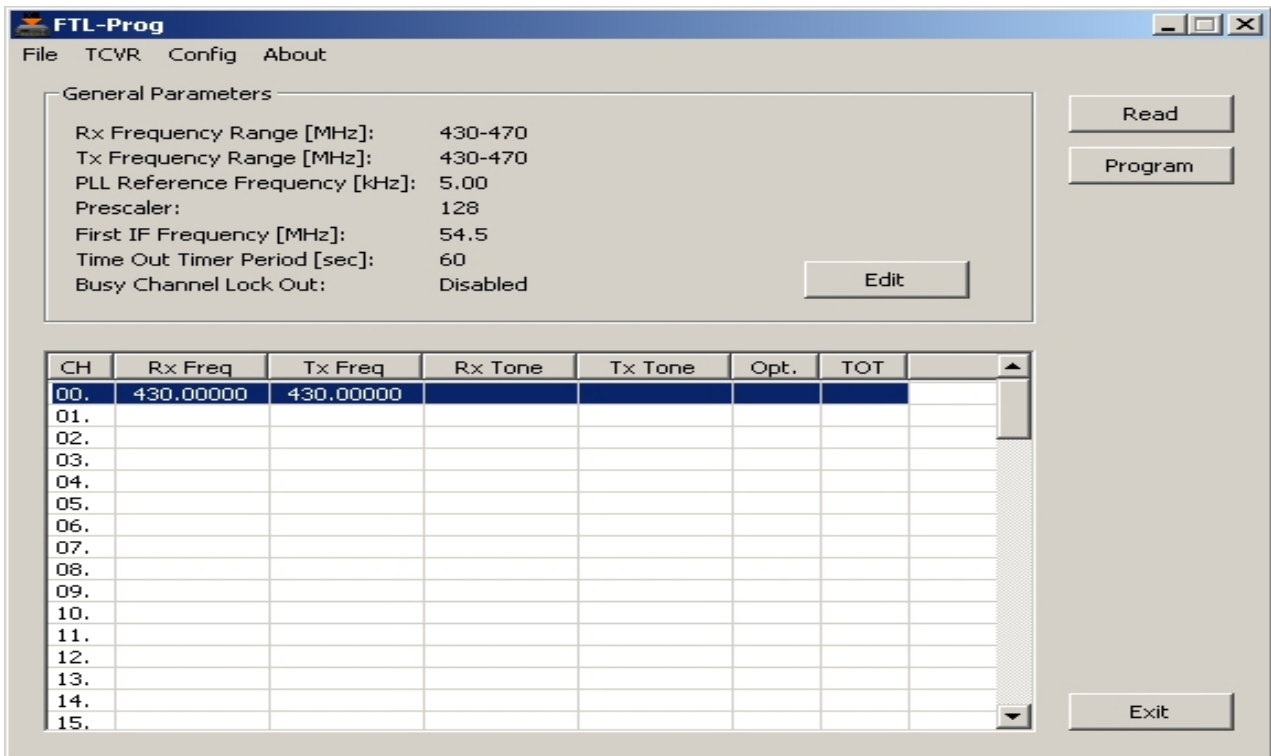 FTL-Prog
File TCVR Config About
General Parameters
Rx Frequency Range [MHz]: 430-470
Tx Frequency Range [MHz]: 430-470
PLL Reference Frequency [kHz]: 5.00
Prescaler: 128
First IF Frequency [MHz]: 54.5
Time Out Timer Period [sec]: 60
Busy Channel Lock Out: Disabled
Edit
Read
Program
CH Rx Freq Tx Freq Rx Tone Tx Tone Opt. TOT
00. 430.00000 430.00000
01.
02.
03.
04.
05.
06.
07.
08.
09.
10.
11.
12.
13.
14.
15.
Exit